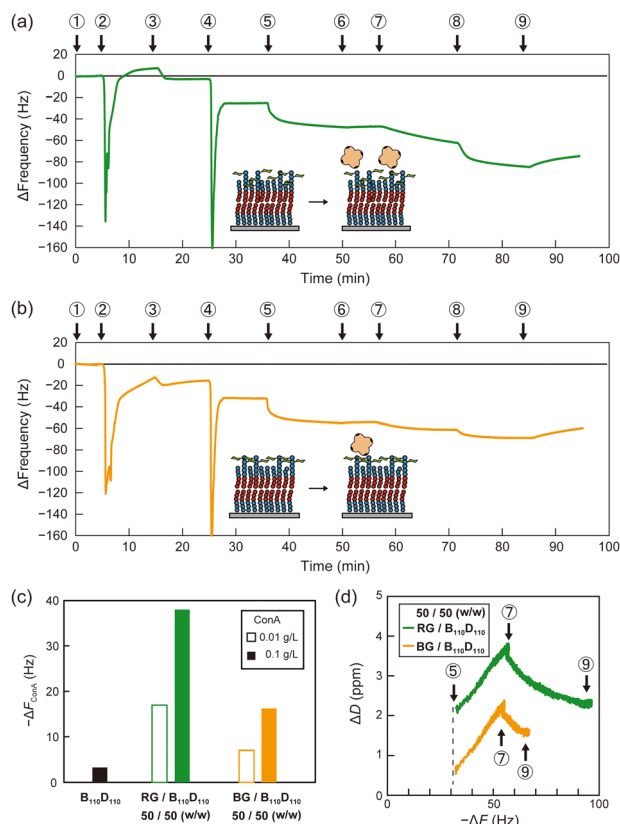 (a)
① ② ③ ④ ⑤ ⑥ ⑦ ⑧ ⑨
ΔFrequency (Hz)
20
0
−20
−40
−60
−80
−100
−120
−140
−160
0 10 20 30 40 50 60 70 80 90 100
Time (min)
(b)
① ② ③ ④ ⑤ ⑥ ⑦ ⑧ ⑨
ΔFrequency (Hz)
20
0
−20
−40
−60
−80
−100
−120
−140
−160
0 10 20 30 40 50 60 70 80 90 100
Time (min)
(c)
−ΔF_ConA (Hz)
40
30
20
10
0
ConA
0.01 g/L
0.1 g/L
B₁₁₀D₁₁₀ RG / B₁₁₀D₁₁₀ BG / B₁₁₀D₁₁₀
50 / 50 (w/w) 50 / 50 (w/w)
(d)
ΔD (ppm)
5
4
3
2
1
0
50 / 50 (w/w)
RG / B₁₁₀D₁₁₀
BG / B₁₁₀D₁₁₀
⑦
⑤
⑨
⑦
⑨
0 20 40 60 80 100
−ΔF (Hz)